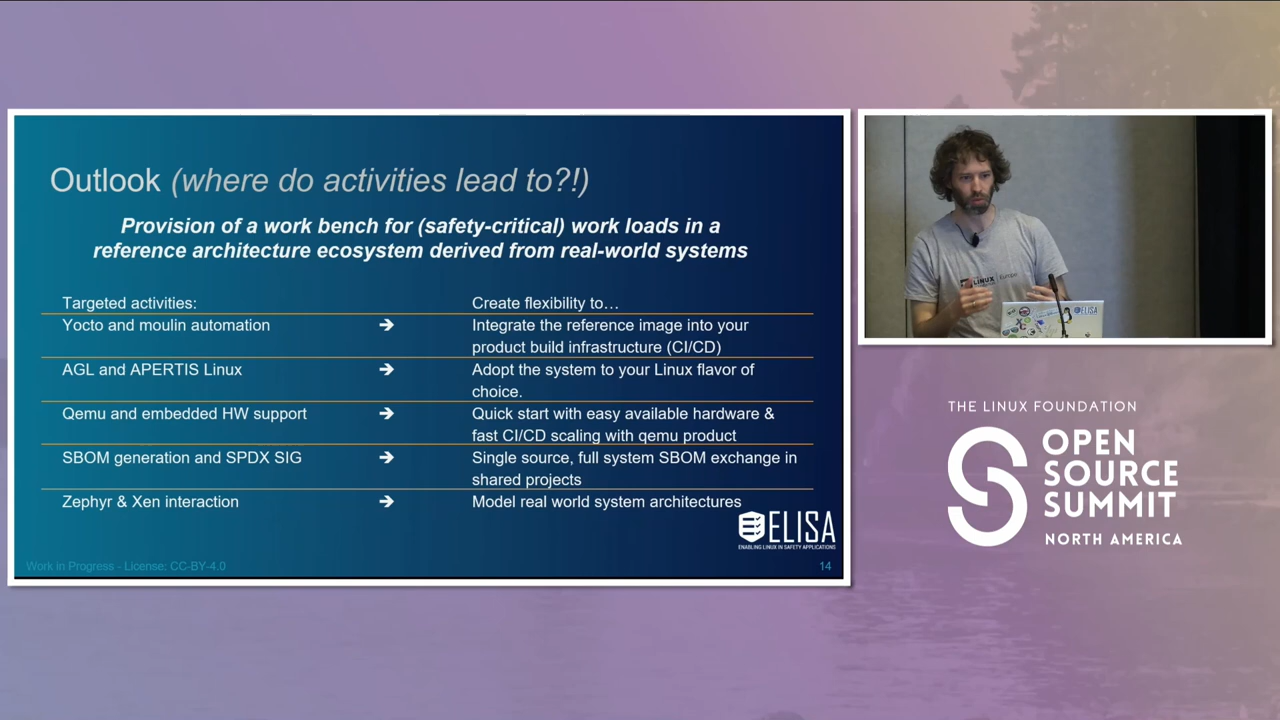 Outlook (where do activities lead to?!)
Provision of a work bench for (safety-critical) work loads in a
reference architecture ecosystem derived from real-world systems
Targeted activities:
Create flexibility to…
Yocto and moulin automation
➔
Integrate the reference image into your
product build infrastructure (CI/CD)
AGL and APERTIS Linux
➔
Adopt the system to your Linux flavor of
choice.
Qemu and embedded HW support
➔
Quick start with easy available hardware &
fast CI/CD scaling with qemu product
SBOM generation and SPDX SIG
➔
Single source, full system SBOM exchange in
shared projects
Zephyr & Xen interaction
➔
Model real world system architectures
ELISA
ENABLING LINUX IN SAFETY APPLICATIONS
Work in Progress - License: CC-BY-4.0
14
LINUX
Europe
ELISA
THE LINUX FOUNDATION
OPEN
SOURCE
SUMMIT
NORTH AMERICA